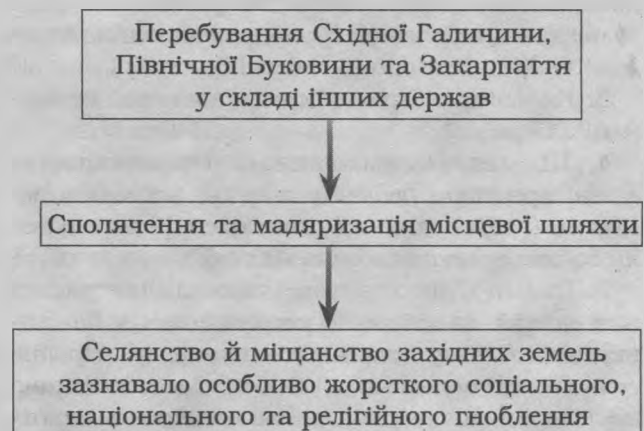 Перебування Східної Галичини,
Північної Буковини та Закарпаття
у складі інших держав
Сполячення та мадяризація місцевої шляхти
Селянство й міщанство західних земель
зазнавало особливо жорсткого соціального,
національного та релігійного гноблення